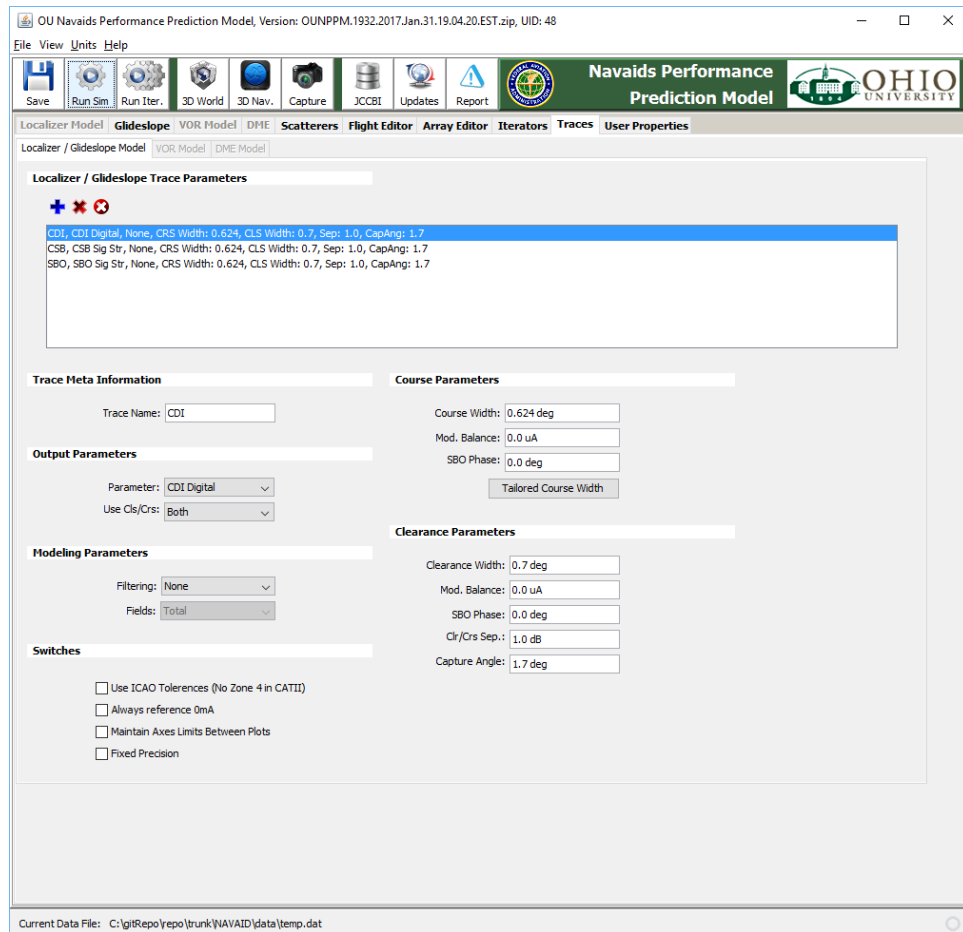 OU Navaids Performance Prediction Model, Version: OUNPPM.1932.2017.Jan.31.19.04.20.EST.zip, UID: 48
File View Units Help
Save Run Sim Run Iter. 3D World 3D Nav. Capture JCCBI Updates Report
Navaids Performance
Prediction Model
OHIO
UNIVERSITY
1804
Localizer Model Glideslope VOR Model DME Scatterers Flight Editor Array Editor Iterators Traces User Properties
Localizer / Glideslope Model VOR Model DME Model
Localizer / Glideslope Trace Parameters
CDI, CDI Digital, None, CRS Width: 0.624, CLS Width: 0.7, Sep: 1.0, CapAng: 1.7
CSB, CSB Sig Str, None, CRS Width: 0.624, CLS Width: 0.7, Sep: 1.0, CapAng: 1.7
SBO, SBO Sig Str, None, CRS Width: 0.624, CLS Width: 0.7, Sep: 1.0, CapAng: 1.7
Trace Meta Information
Trace Name: CDI
Output Parameters
Parameter: CDI Digital
Use Cls/Crs: Both
Modeling Parameters
Filtering: None
Fields: Total
Switches
Use ICAO Tolerences (No Zone 4 in CATII)
Always reference 0mA
Maintain Axes Limits Between Plots
Fixed Precision
Course Parameters
Course Width: 0.624 deg
Mod. Balance: 0.0 uA
SBO Phase: 0.0 deg
Tailored Course Width
Clearance Parameters
Clearance Width: 0.7 deg
Mod. Balance: 0.0 uA
SBO Phase: 0.0 deg
Clr/Crs Sep.: 1.0 dB
Capture Angle: 1.7 deg
Current Data File: C:\gitRepo\repo\trunk\NAVAID\data\temp.dat